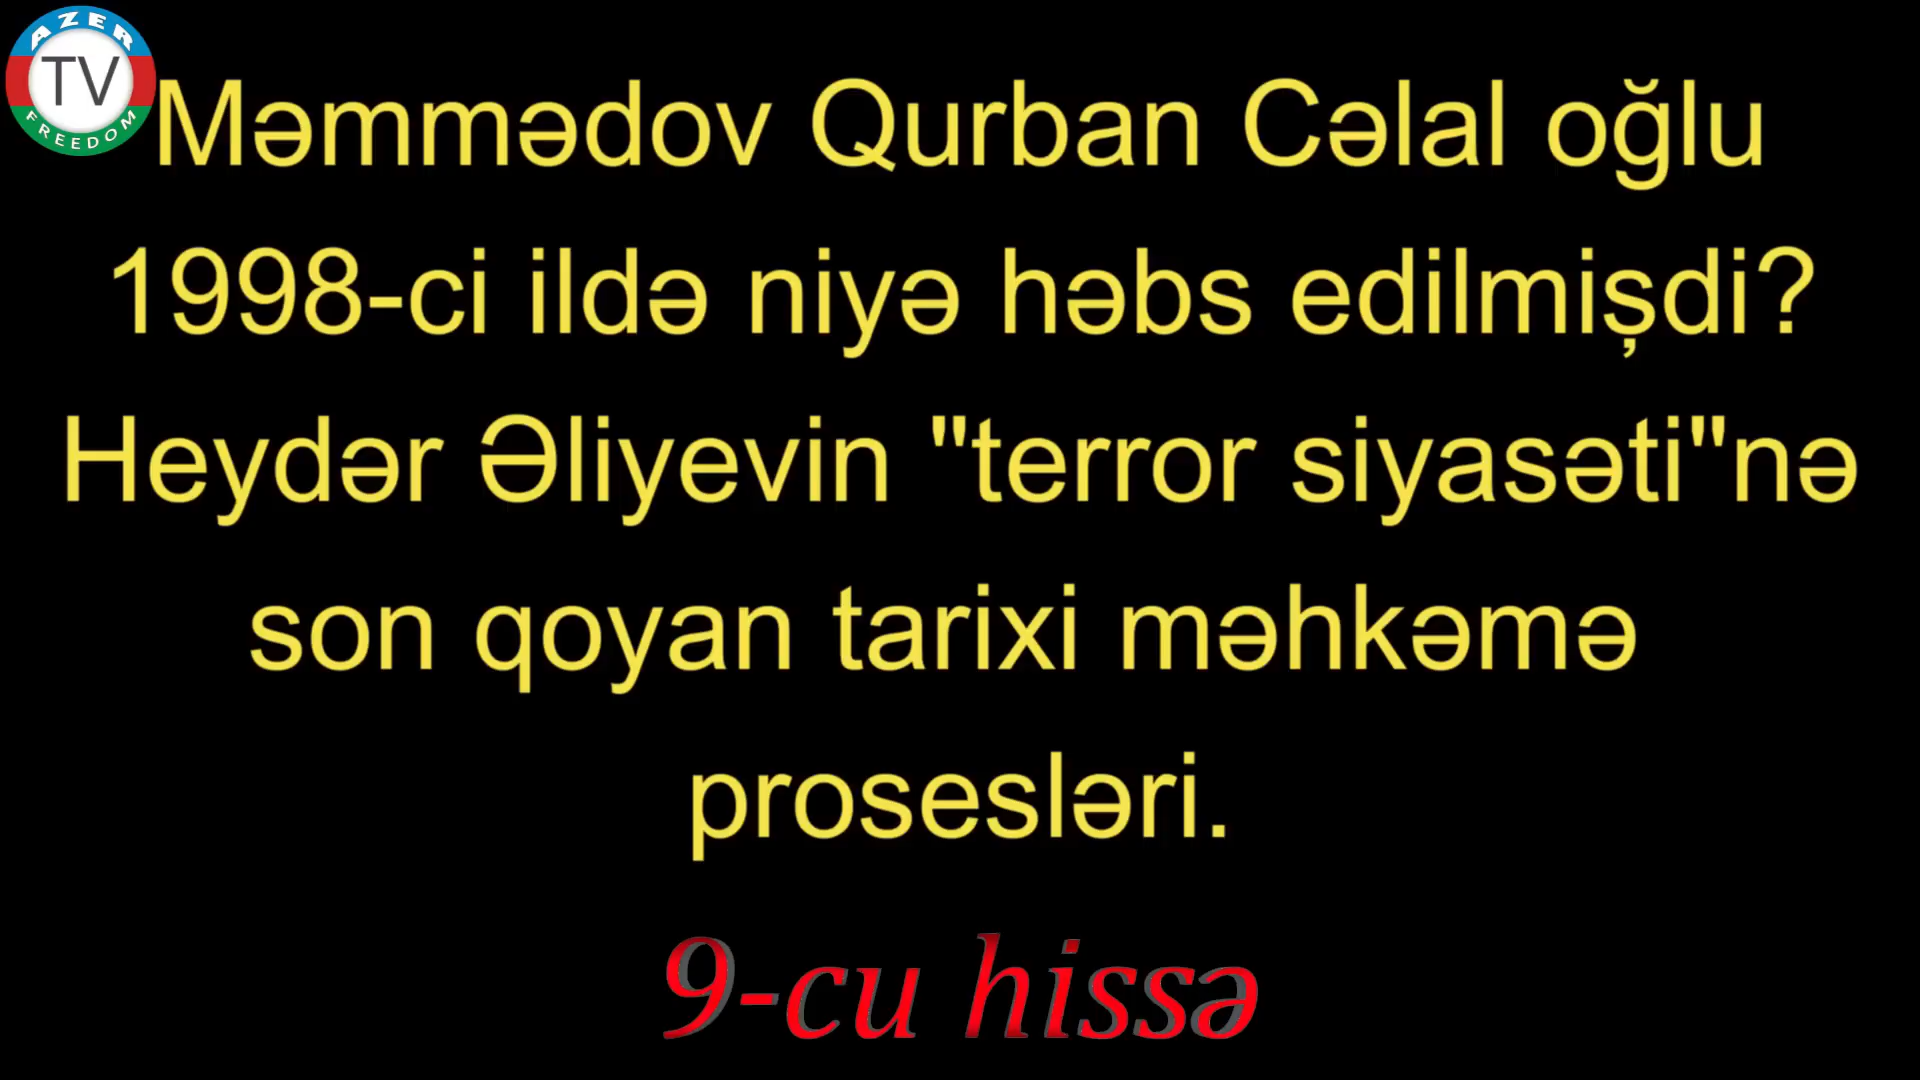 AZER
TV
FREEDOM
Məmmədov Qurban Cəlal oğlu
1998-ci ildə niyə həbs edilmişdi?
Heydər Əliyevin "terror siyasəti"nə
son qoyan tarixi məhkəmə
prosesləri.
9-cu hissə